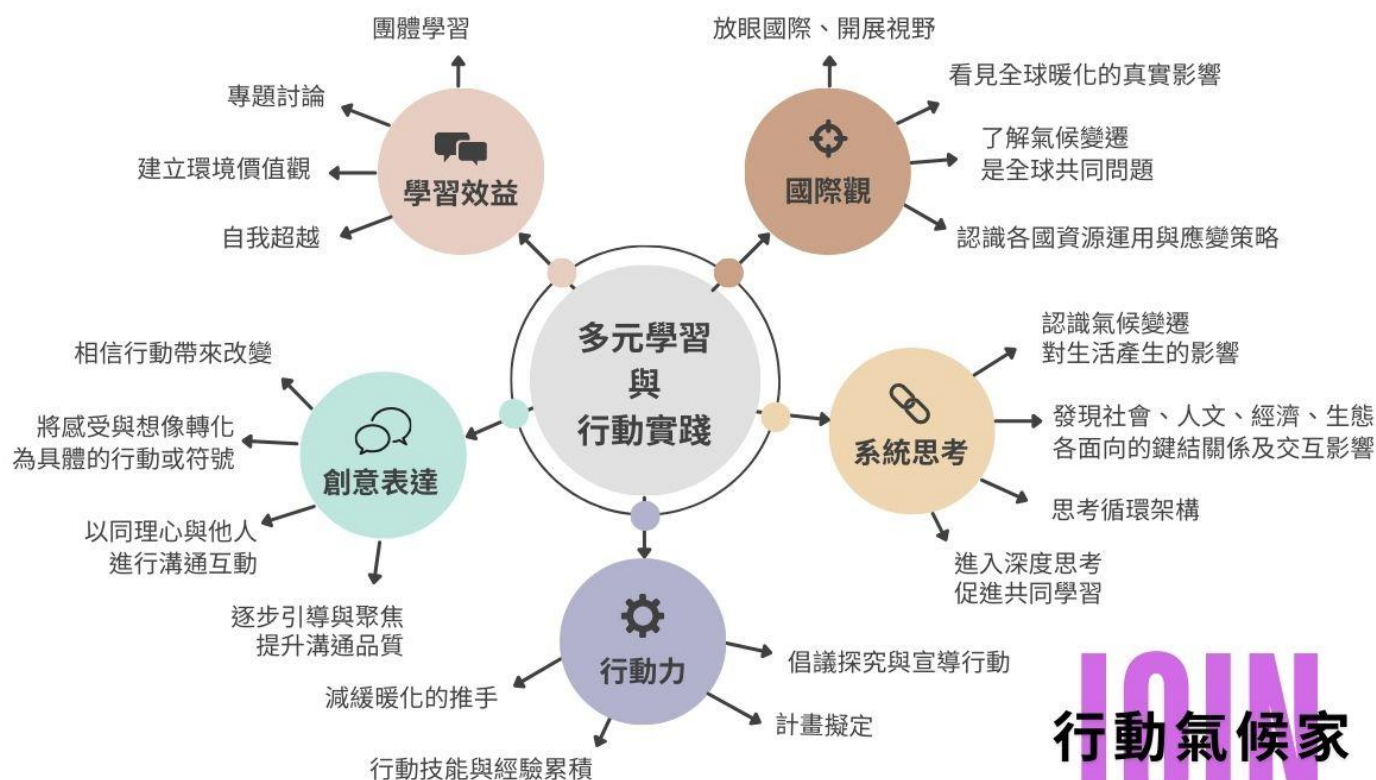 多元學習
與
行動實踐
學習效益
團體學習
專題討論
建立環境價值觀
自我超越
國際觀
放眼國際、開展視野
看見全球暖化的真實影響
了解氣候變遷
是全球共同問題
認識各國資源運用與應變策略
系統思考
認識氣候變遷
對生活產生的影響
發現社會、人文、經濟、生態
各面向的鍵結關係及交互影響
思考循環架構
進入深度思考
促進共同學習
行動力
倡議探究與宣導行動
計畫擬定
行動技能與經驗累積
減緩暖化的推手
創意表達
相信行動帶來改變
將感受與想像轉化
為具體的行動或符號
以同理心與他人
進行溝通互動
逐步引導與聚焦
提升溝通品質
JOIN
行動氣候家